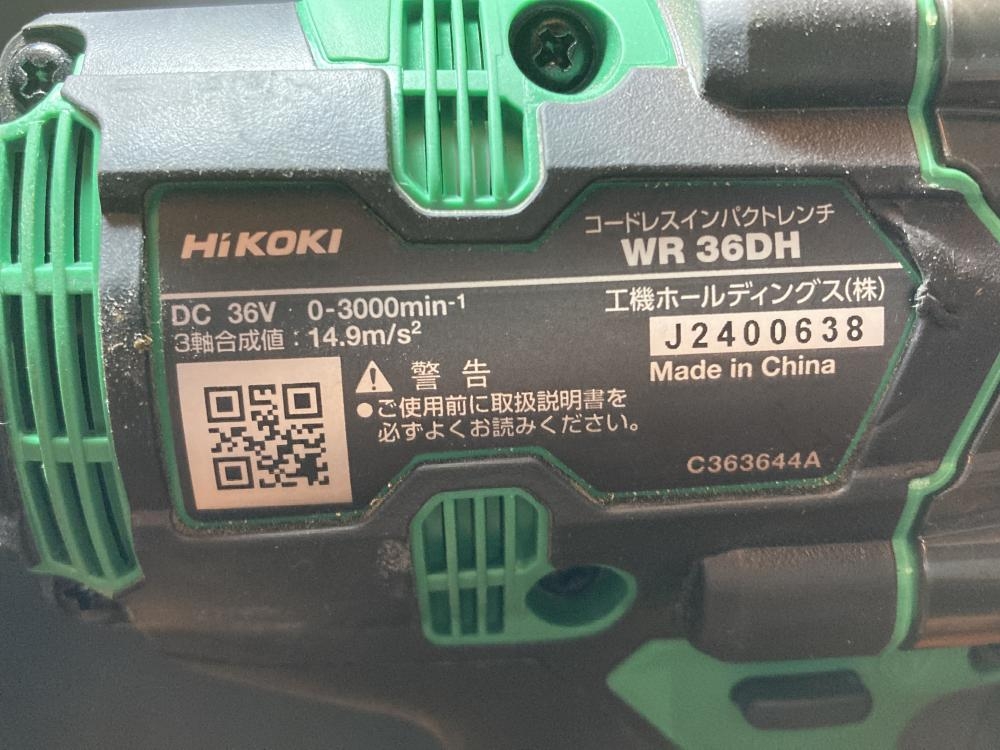 HiKOKI
コードレスインパクトレンチ
WR 36DH
DC 36V 0-3000min-1
3軸合成値：14.9m/s2
工機ホールディングス(株)
J2400638
Made in China
警告
●ご使用前に取扱説明書を
必ずよくお読みください。
C363644A